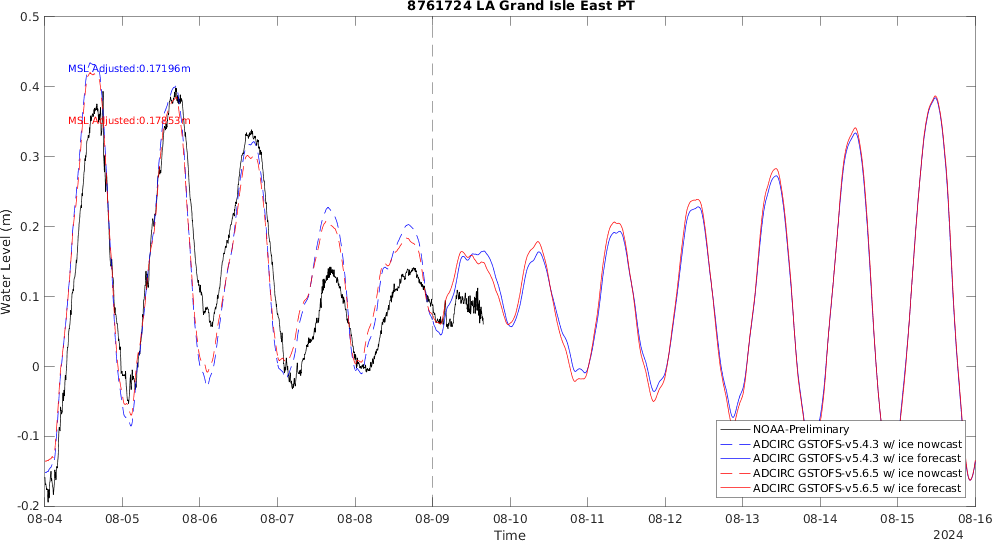 8761724 LA Grand Isle East PT
0.5
0.4
0.3
0.2
0.1
0
-0.1
-0.2
Water Level (m)
MSL Adjusted:0.17196m
MSL Adjusted:0.17853m
NOAA-Preliminary
ADCIRC GSTOFS-v5.4.3 w/ ice nowcast
ADCIRC GSTOFS-v5.4.3 w/ ice forecast
ADCIRC GSTOFS-v5.6.5 w/ ice nowcast
ADCIRC GSTOFS-v5.6.5 w/ ice forecast
08-04 08-05 08-06 08-07 08-08 08-09 08-10 08-11 08-12 08-13 08-14 08-15 08-16
Time
2024